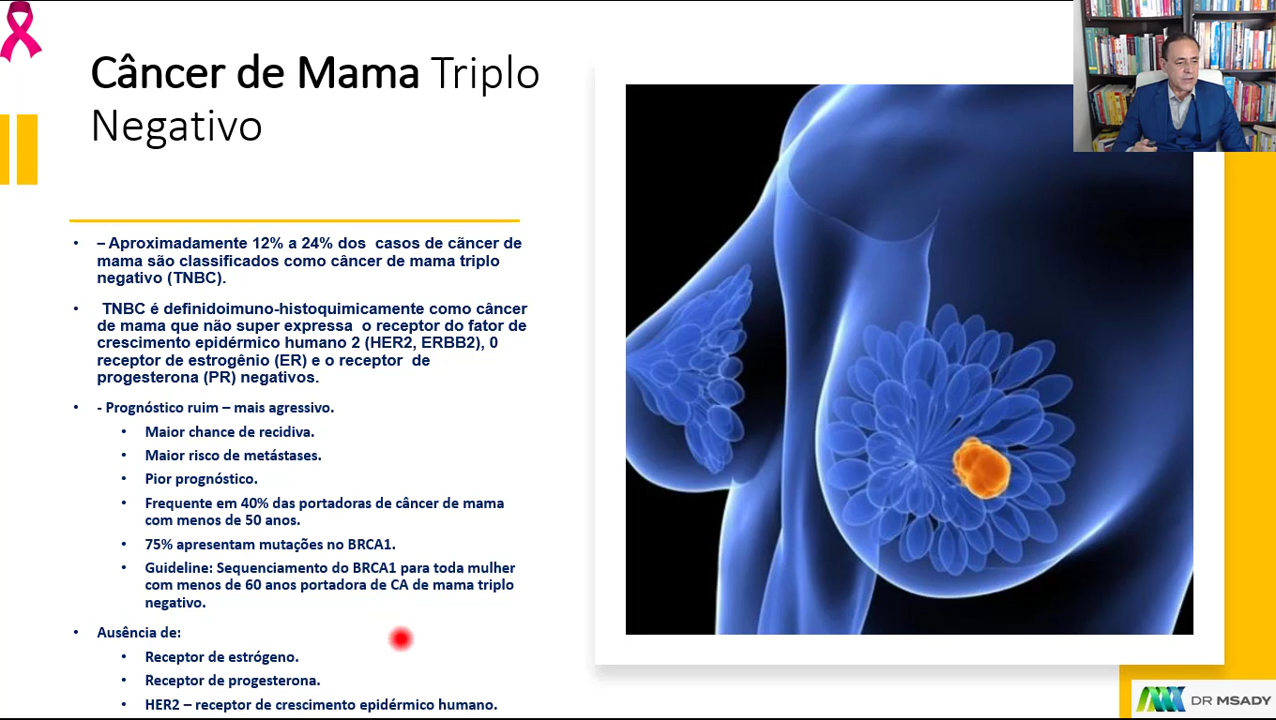 Câncer de Mama Triplo
Negativo
• – Aproximadamente 12% a 24% dos casos de cãncer de
mama são classificados como câncer de mama triplo
negativo (TNBC).
• TNBC é definidoimuno-histoquimicamente como câncer
de mama que não super expressa o receptor do fator de
crescimento epidérmico humano 2 (HER2, ERBB2), 0
receptor de estrogênio (ER) e o receptor de
progesterona (PR) negativos.
• - Prognóstico ruim – mais agressivo.
• Maior chance de recidiva.
• Maior risco de metástases.
• Pior prognóstico.
• Frequente em 40% das portadoras de câncer de mama
com menos de 50 anos.
• 75% apresentam mutações no BRCA1.
• Guideline: Sequenciamento do BRCA1 para toda mulher
com menos de 60 anos portadora de CA de mama triplo
negativo.
• Ausência de:
• Receptor de estrógeno.
• Receptor de progesterona.
• HER2 – receptor de crescimento epidérmico humano.
DR MSADY